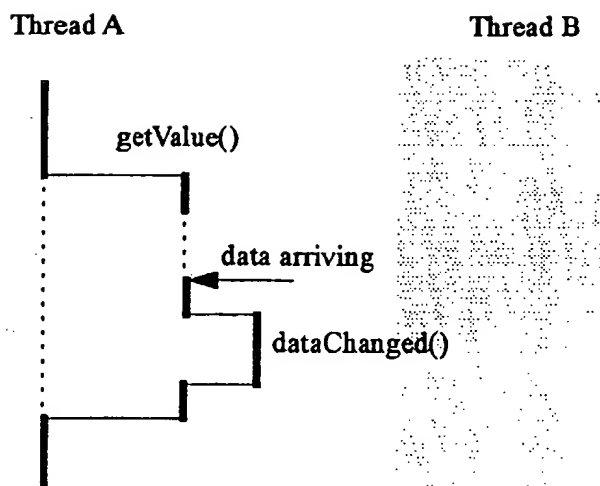 Thread A
Thread B
getValue()
data arriving
dataChanged()